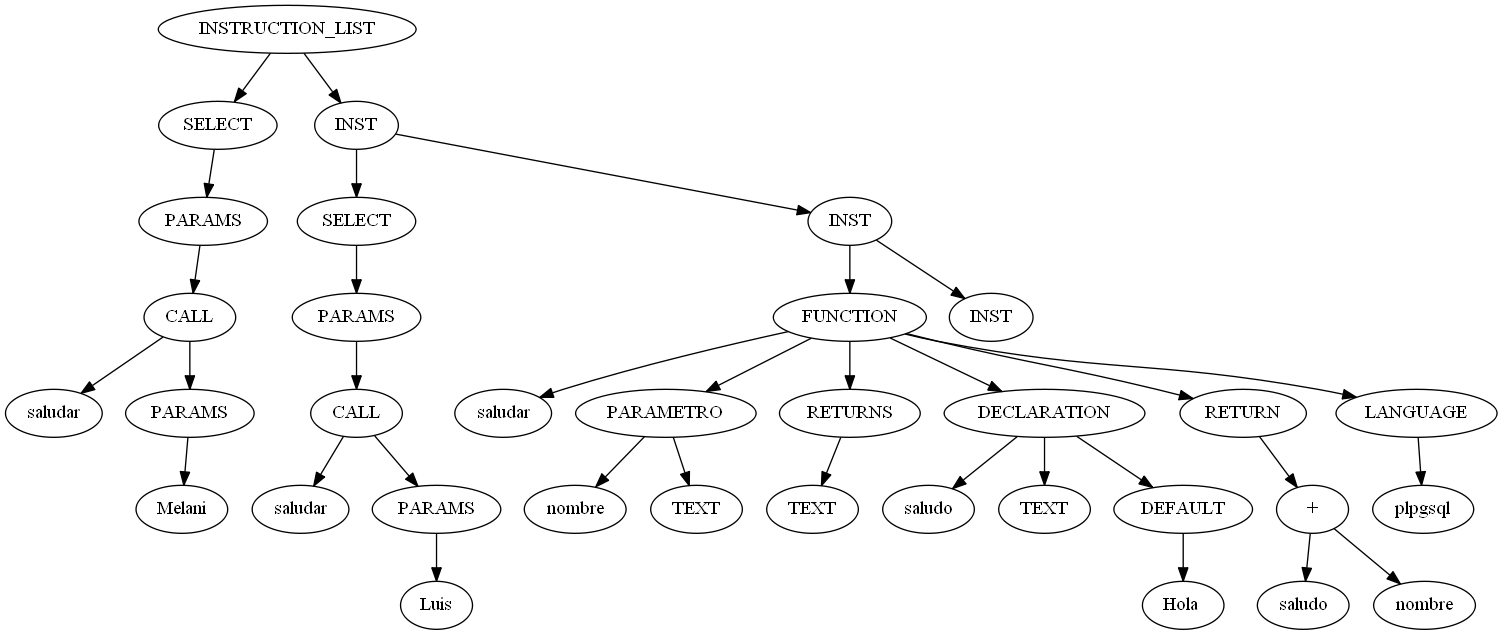 INSTRUCTION_LIST
SELECT
INST
PARAMS
SELECT
INST
CALL
PARAMS
FUNCTION
INST
saludar
PARAMS
CALL
saludar
PARAMETRO
RETURNS
DECLARATION
RETURN
LANGUAGE
Melani
saludar
PARAMS
nombre
TEXT
TEXT
saludo
TEXT
DEFAULT
+
plpgsql
Luis
Hola
saludo
nombre